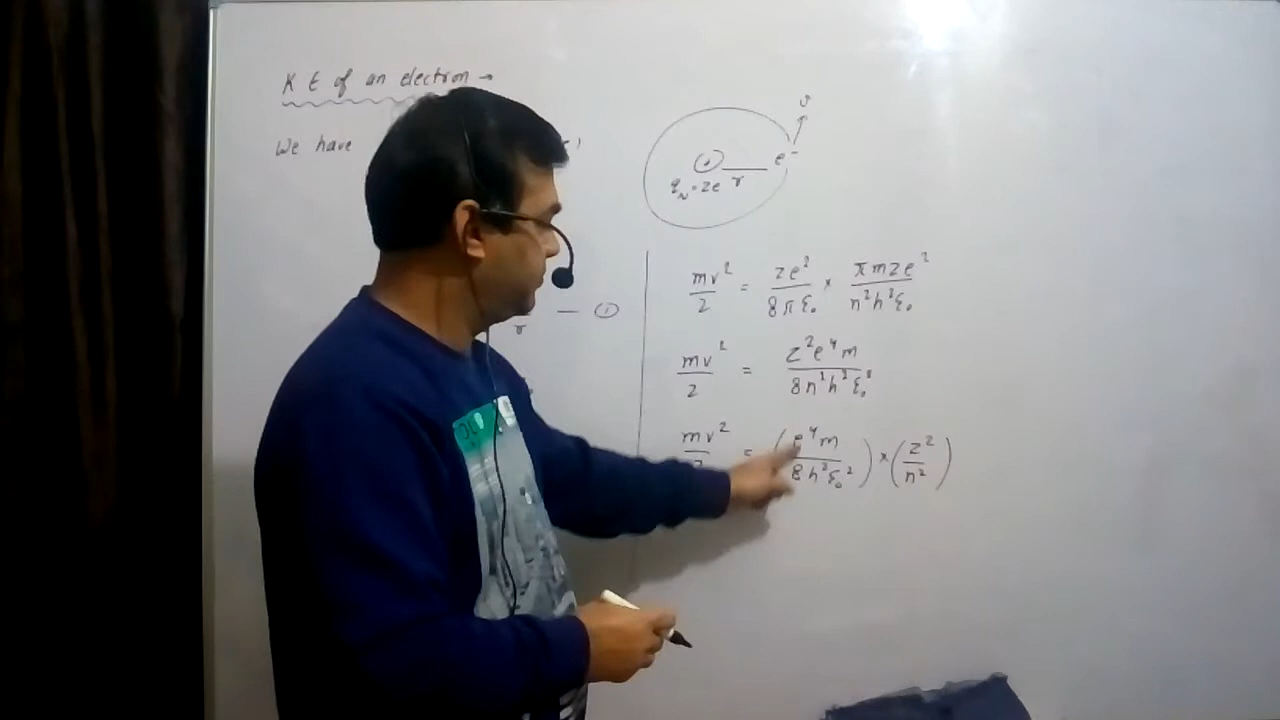 K E of an electron →
We have
v
+
e⁻
q_N = ze r
r — ①
mv²/2 = ze²/8πε₀ × πmze²/n²h²ε₀
mv²/2 = z²e⁴m/8n²h²ε₀²
mv²/2 = (e⁴m/8h²ε₀²) × (z²/n²)